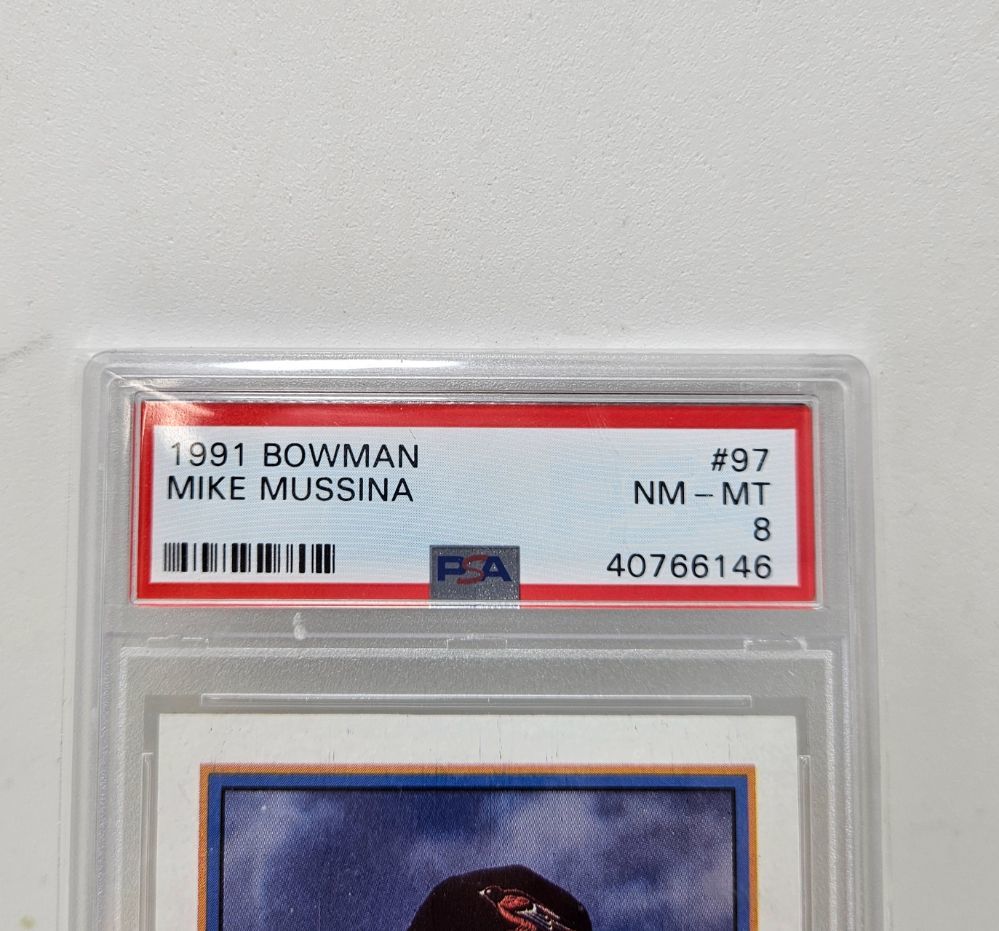 1991 BOWMAN #97
MIKE MUSSINA NM - MT
8
PSA 40766146